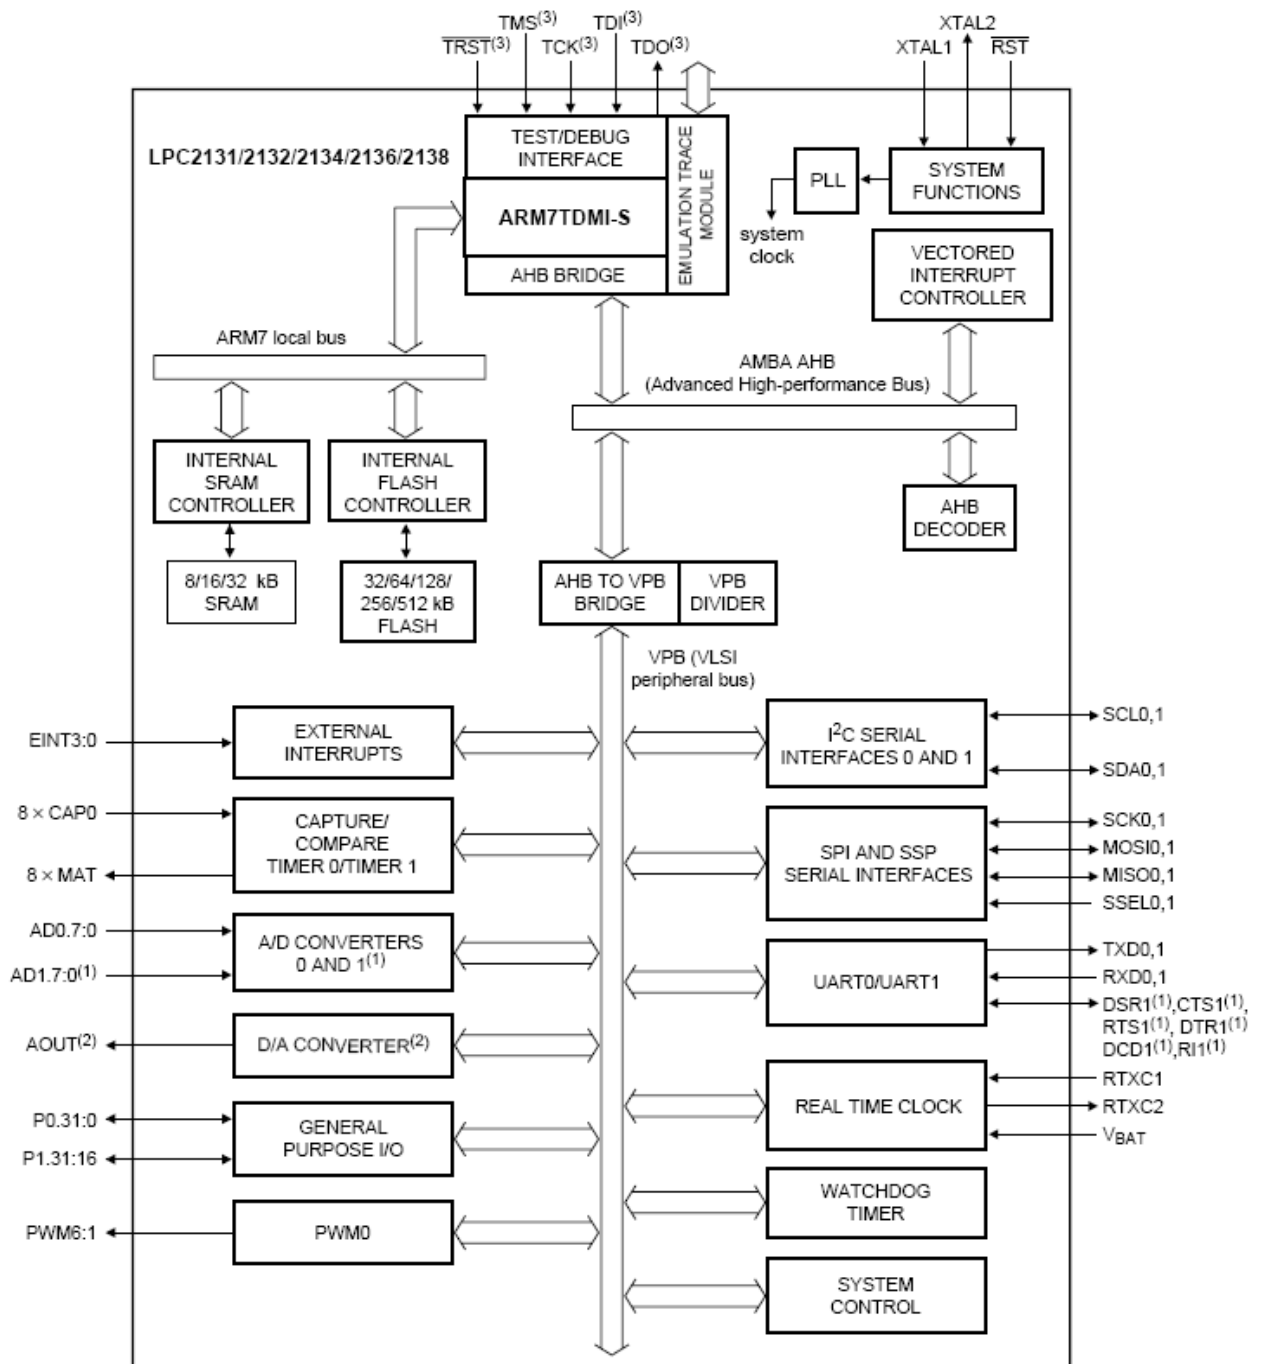 TMS(3)
TDI(3)
XTAL2
TRST(3)
TCK(3)
TDO(3)
XTAL1
RST
LPC2131/2132/2134/2136/2138
TEST/DEBUG
INTERFACE
EMULATION TRACE
MODULE
PLL
SYSTEM
FUNCTIONS
ARM7TDMI-S
system
clock
AHB BRIDGE
VECTORED
INTERRUPT
CONTROLLER
ARM7 local bus
AMBA AHB
(Advanced High-performance Bus)
INTERNAL
SRAM
CONTROLLER
INTERNAL
FLASH
CONTROLLER
AHB
DECODER
8/16/32 kB
SRAM
32/64/128/
256/512 kB
FLASH
AHB TO VPB
BRIDGE
VPB
DIVIDER
VPB (VLSI
peripheral bus)
EINT3:0
EXTERNAL
INTERRUPTS
I2C SERIAL
INTERFACES 0 AND 1
SCL0,1
SDA0,1
8 × CAP0
8 × MAT
CAPTURE/
COMPARE
TIMER 0/TIMER 1
SPI AND SSP
SERIAL INTERFACES
SCK0,1
MOSI0,1
MISO0,1
SSEL0,1
AD0.7:0
AD1.7:0(1)
A/D CONVERTERS
0 AND 1(1)
UART0/UART1
TXD0,1
RXD0,1
DSR1(1),CTS1(1),
RTS1(1), DTR1(1)
DCD1(1),RI1(1)
AOUT(2)
D/A CONVERTER(2)
P0.31:0
P1.31:16
GENERAL
PURPOSE I/O
REAL TIME CLOCK
RTXC1
RTXC2
VBAT
PWM6:1
PWM0
WATCHDOG
TIMER
SYSTEM
CONTROL